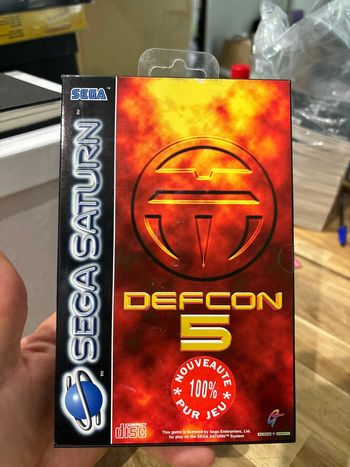 SEGA
SEGA SATURN™
DEFCON
5
NOUVEAUTE
100%
PUR JEU
COMPACT
disc
This game is licensed by Sega Enterprises, Ltd.
for play on the SEGA SATURN™ System